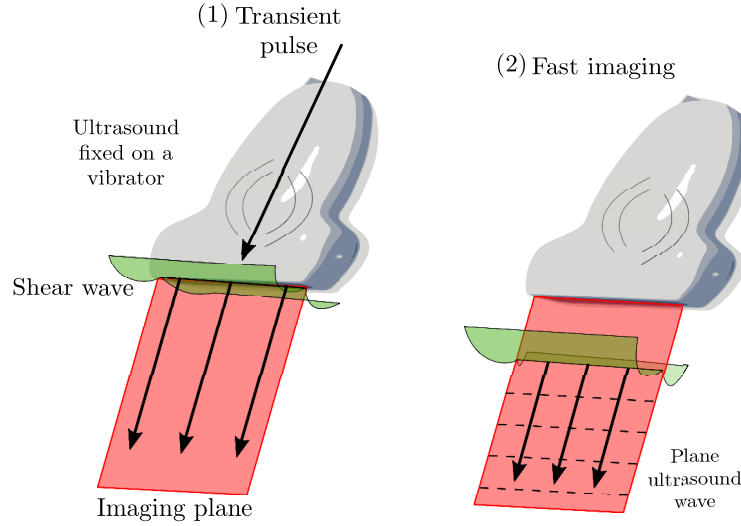 (1) Transient
pulse
Ultrasound
fixed on a
vibrator
Shear wave
Imaging plane
(2) Fast imaging
Plane
ultrasound
wave